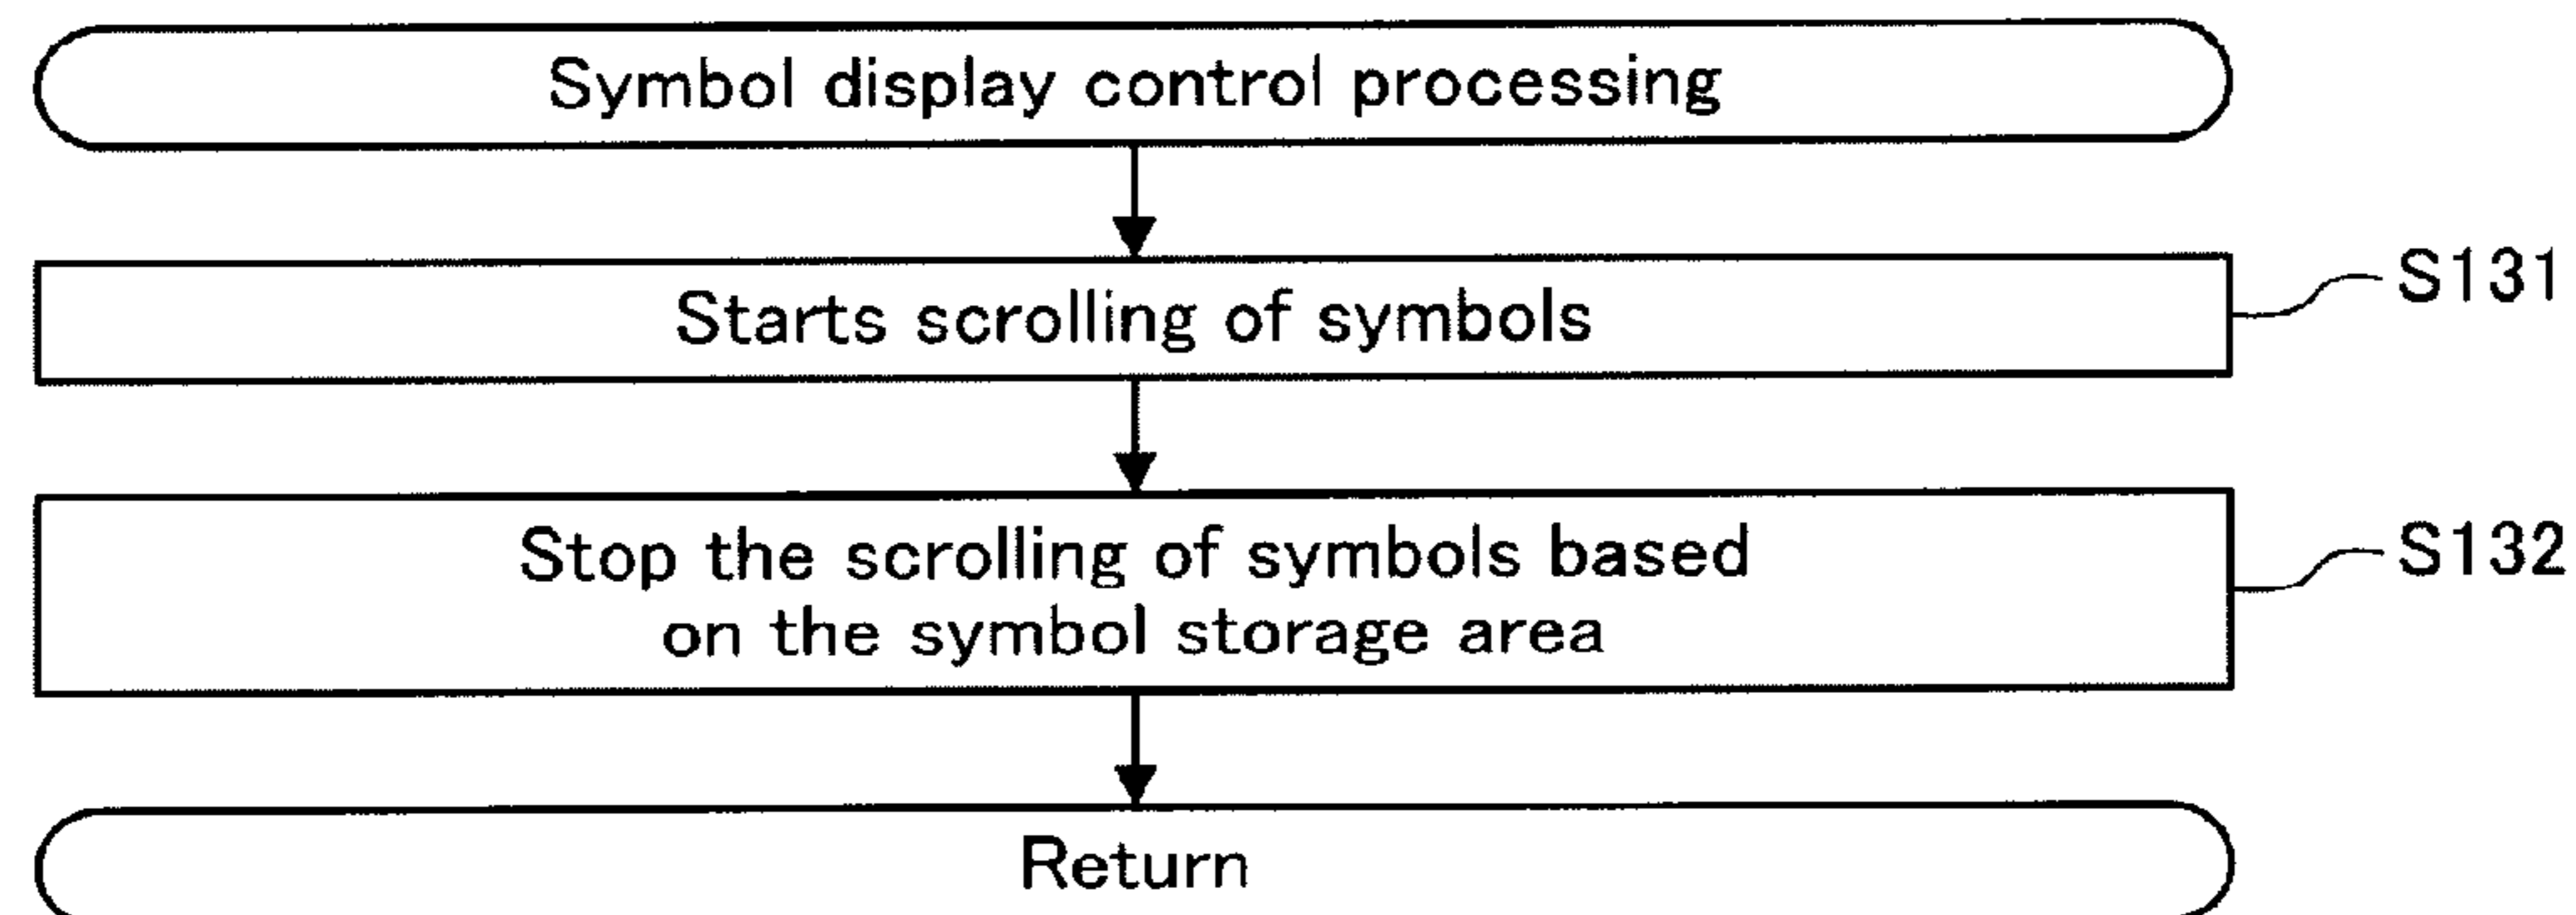 Symbol display control processing
Starts scrolling of symbols
S131
Stop the scrolling of symbols based
on the symbol storage area
S132
Return